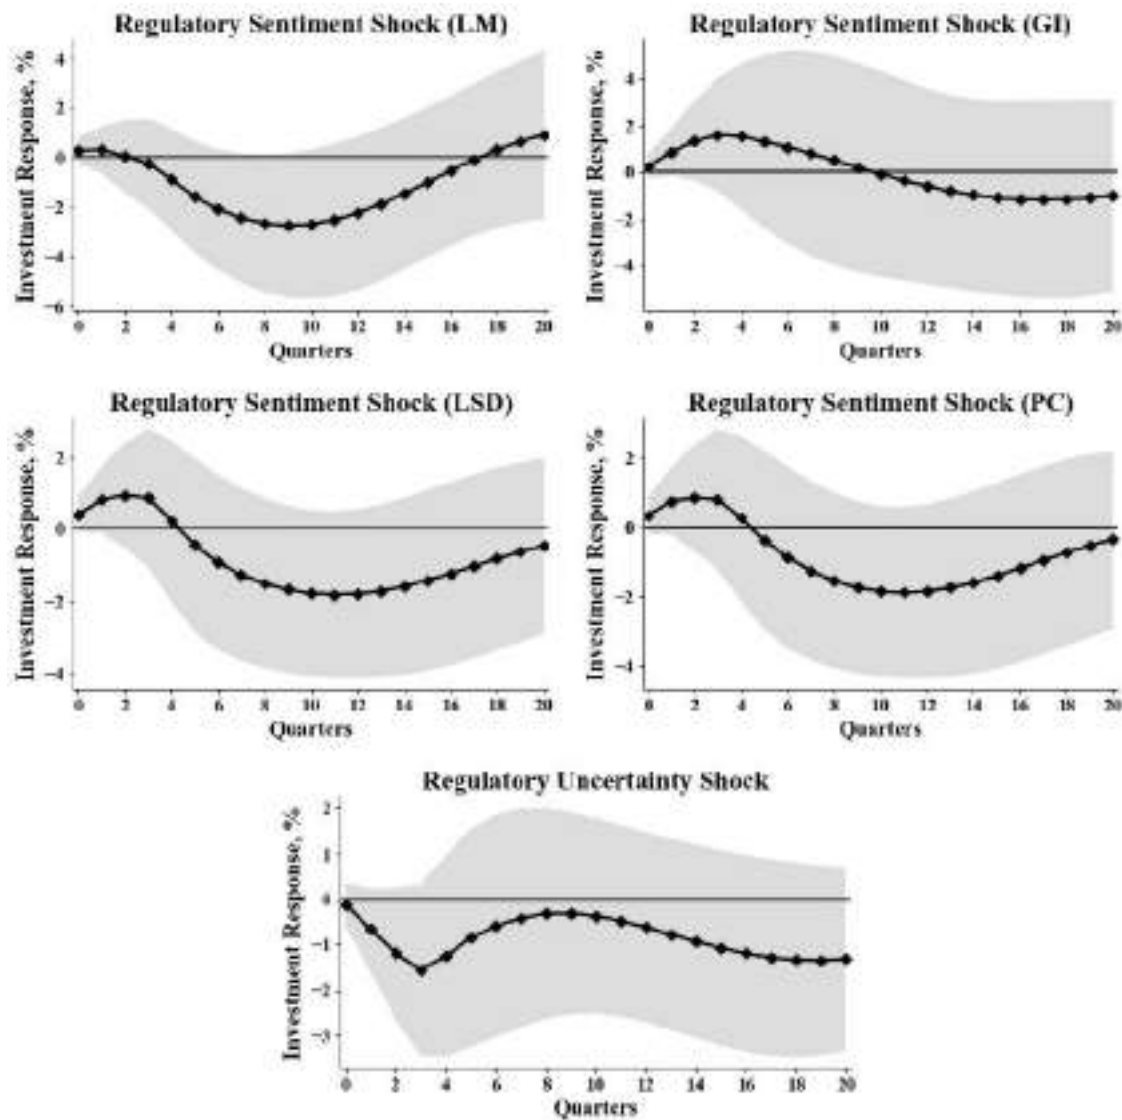 Regulatory Sentiment Shock (LM)
Investment Response, %
4
2
0
−2
−4
−6
0 2 4 6 8 10 12 14 16 18 20
Quarters
Regulatory Sentiment Shock (GI)
Investment Response, %
4
2
0
−2
−4
0 2 4 6 8 10 12 14 16 18 20
Quarters
Regulatory Sentiment Shock (LSD)
Investment Response, %
2
0
−2
−4
0 2 4 6 8 10 12 14 16 18 20
Quarters
Regulatory Sentiment Shock (PC)
Investment Response, %
2
0
−2
−4
0 2 4 6 8 10 12 14 16 18 20
Quarters
Regulatory Uncertainty Shock
Investment Response, %
2
1
0
−1
−2
−3
0 2 4 6 8 10 12 14 16 18 20
Quarters